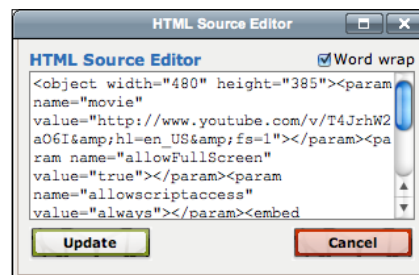 HTML Source Editor
HTML Source Editor
Word wrap
<object width="480" height="385"><param
name="movie"
value="http://www.youtube.com/v/T4JrhW2
aO6I&amp;hl=en_US&amp;fs=1"></param><pa
ram name="allowFullScreen"
value="true"></param><param
name="allowscriptaccess"
value="always"></param><embed
Update
Cancel